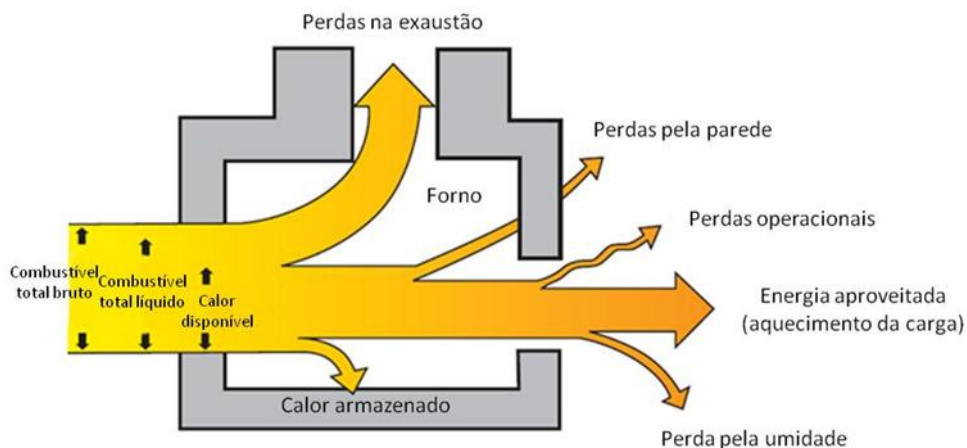 Perdas na exaustão
Perdas pela parede
Forno
Perdas operacionais
Combustível
total bruto
Combustível
total líquido
Calor
disponível
Energia aproveitada
(aquecimento da carga)
Calor armazenado
Perda pela umidade